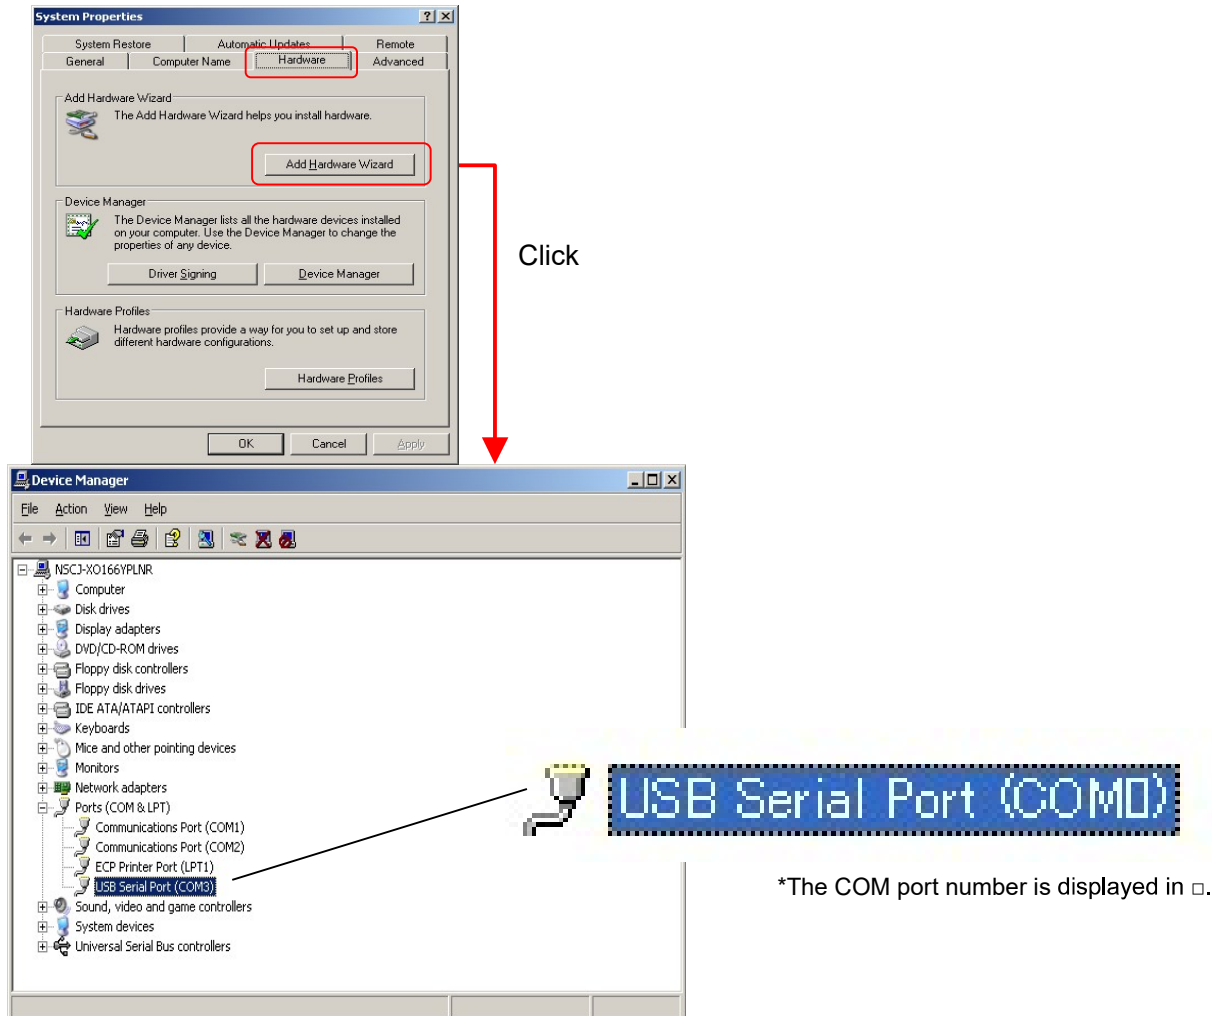 System Properties
System Restore Automatic Updates Remote
General Computer Name Hardware Advanced
Add Hardware Wizard
The Add Hardware Wizard helps you install hardware.
Add Hardware Wizard
Device Manager
The Device Manager lists all the hardware devices installed
on your computer. Use the Device Manager to change the
properties of any device.
Driver Signing Device Manager
Hardware Profiles
Hardware profiles provide a way for you to set up and store
different hardware configurations.
Hardware Profiles
OK Cancel Apply
Click
Device Manager
File Action View Help
NSCJ-XO166YPLNR
Computer
Disk drives
Display adapters
DVD/CD-ROM drives
Floppy disk controllers
Floppy disk drives
IDE ATA/ATAPI controllers
Keyboards
Mice and other pointing devices
Monitors
Network adapters
Ports (COM & LPT)
Communications Port (COM1)
Communications Port (COM2)
ECP Printer Port (LPT1)
USB Serial Port (COM3)
Sound, video and game controllers
System devices
Universal Serial Bus controllers
USB Serial Port (COM□)
*The COM port number is displayed in □.